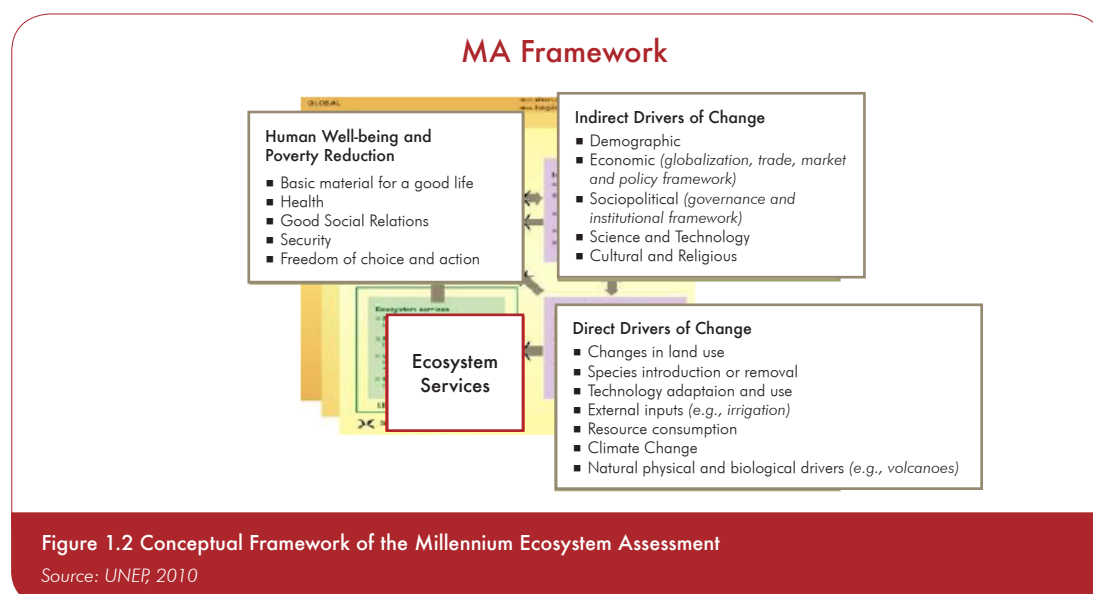 MA Framework
GLOBAL
Human Well-being and
Poverty Reduction
■ Basic material for a good life
■ Health
■ Good Social Relations
■ Security
■ Freedom of choice and action
Indirect Drivers of Change
■ Demographic
■ Economic (globalization, trade, market
and policy framework)
■ Sociopolitical (governance and
institutional framework)
■ Science and Technology
■ Cultural and Religious
Ecosystem services
Ecosystem
Services
Direct Drivers of Change
■ Changes in land use
■ Species introduction or removal
■ Technology adaptaion and use
■ External inputs (e.g., irrigation)
■ Resource consumption
■ Climate Change
■ Natural physical and biological drivers (e.g., volcanoes)
Figure 1.2 Conceptual Framework of the Millennium Ecosystem Assessment
Source: UNEP, 2010